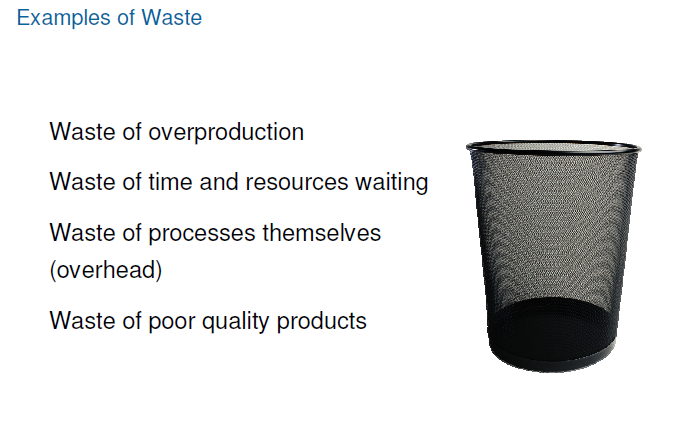 Examples of Waste
Waste of overproduction
Waste of time and resources waiting
Waste of processes themselves
(overhead)
Waste of poor quality products